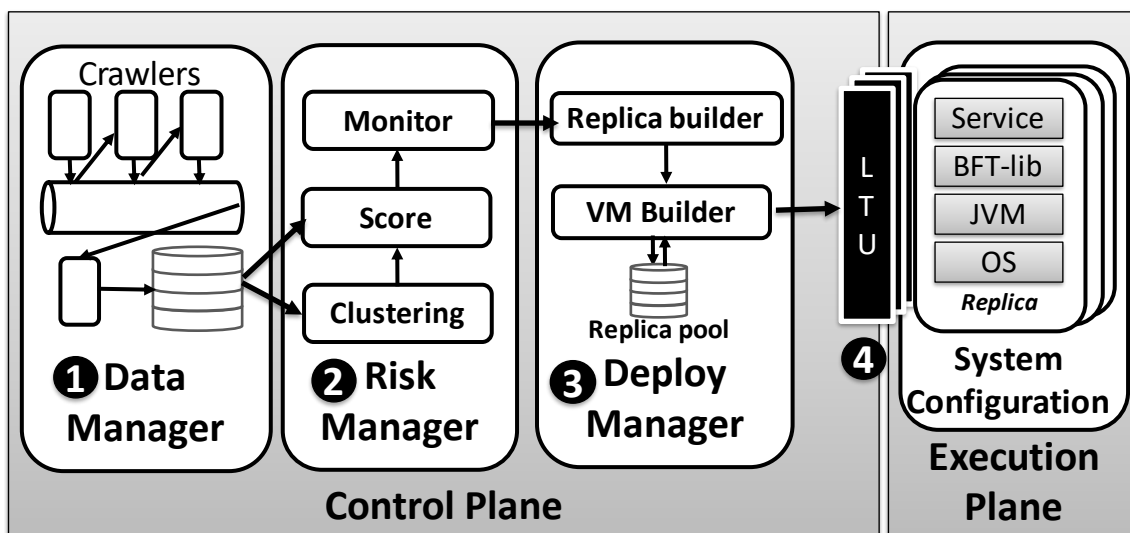 Crawlers
1 Data
Manager
Monitor
Score
Clustering
2 Risk
Manager
Replica builder
VM Builder
Replica pool
3 Deploy
Manager
Control Plane
L
T
U
4
Service
BFT-lib
JVM
OS
Replica
System
Configuration
Execution
Plane